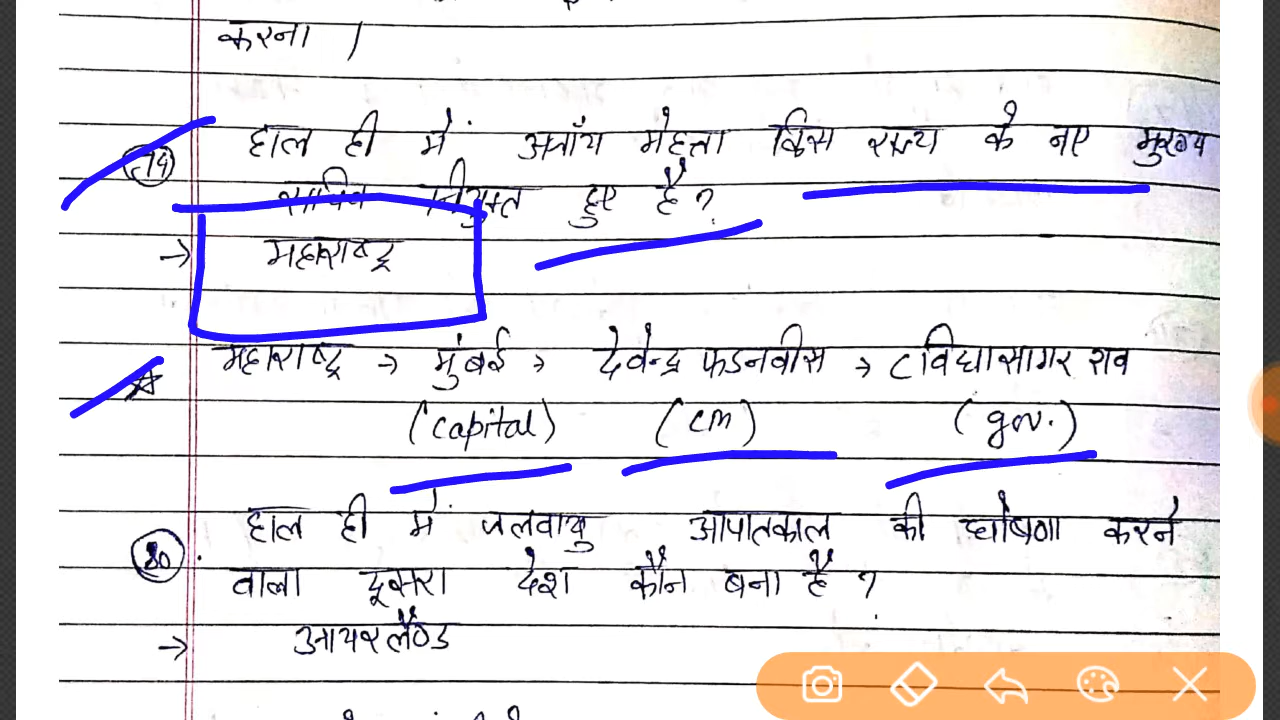 करना |
(79) हाल ही में अजॉय मेहता किस राज्य के नए मुख्य
सचिव नियुक्त हुए है?
→ महाराष्ट्र
☆ महाराष्ट्र → मुंबई → देवेन्द्र फडनवीस → C विद्यासागर राव
(capital) (CM) (gov.)
(80). हाल ही में जलवायु आपातकाल की घोषणा करने
वाला दूसरा देश कौन बना है ?
→ आयरलैण्ड